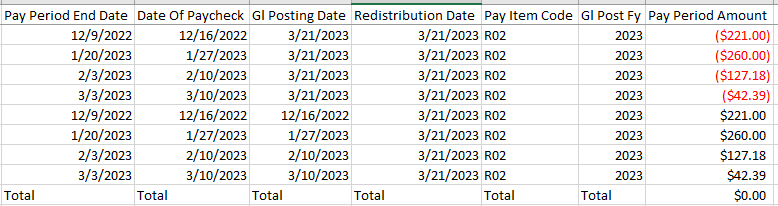 Pay Period End Date Date Of Paycheck Gl Posting Date Redistribution Date Pay Item Code Gl Post Fy Pay Period Amount
12/9/2022 12/16/2022 3/21/2023 3/21/2023 R02 2023 ($221.00)
1/20/2023 1/27/2023 3/21/2023 3/21/2023 R02 2023 ($260.00)
2/3/2023 2/10/2023 3/21/2023 3/21/2023 R02 2023 ($127.18)
3/3/2023 3/10/2023 3/21/2023 3/21/2023 R02 2023 ($42.39)
12/9/2022 12/16/2022 12/16/2022 3/21/2023 R02 2023 $221.00
1/20/2023 1/27/2023 1/27/2023 3/21/2023 R02 2023 $260.00
2/3/2023 2/10/2023 2/10/2023 3/21/2023 R02 2023 $127.18
3/3/2023 3/10/2023 3/10/2023 3/21/2023 R02 2023 $42.39
Total Total Total Total Total Total $0.00